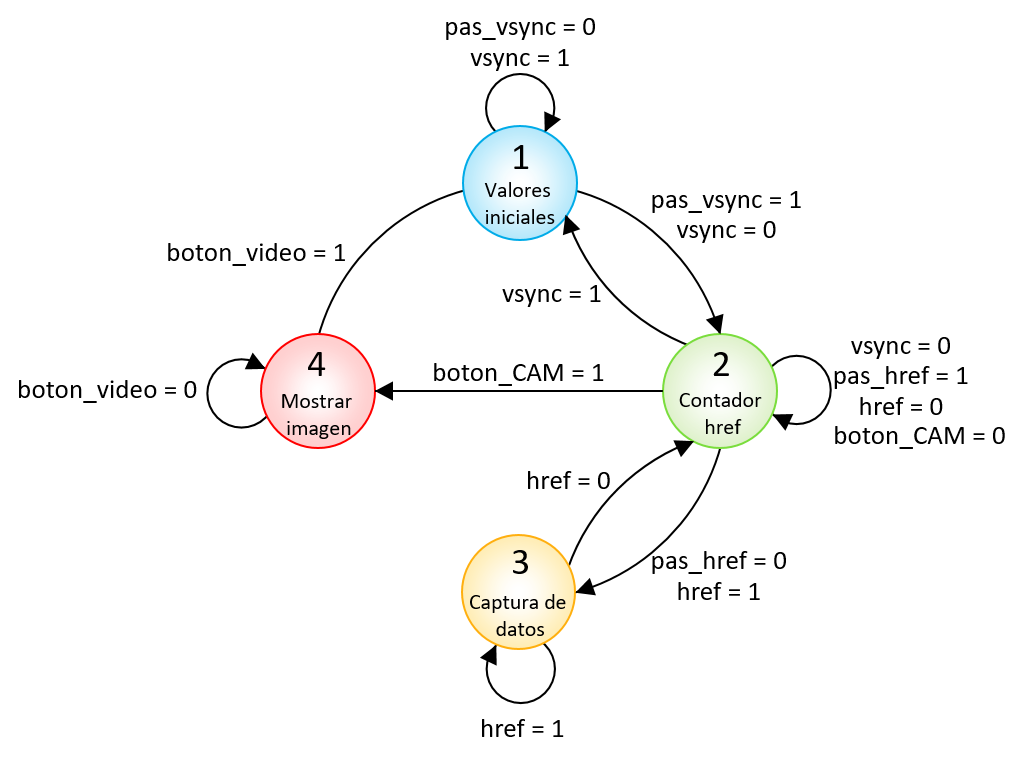 pas_vsync = 0
vsync = 1
1
Valores
iniciales
pas_vsync = 1
vsync = 0
boton_video = 1
vsync = 1
boton_video = 0
4
Mostrar
imagen
boton_CAM = 1
2
Contador
href
vsync = 0
pas_href = 1
href = 0
boton_CAM = 0
href = 0
pas_href = 0
href = 1
3
Captura de
datos
href = 1